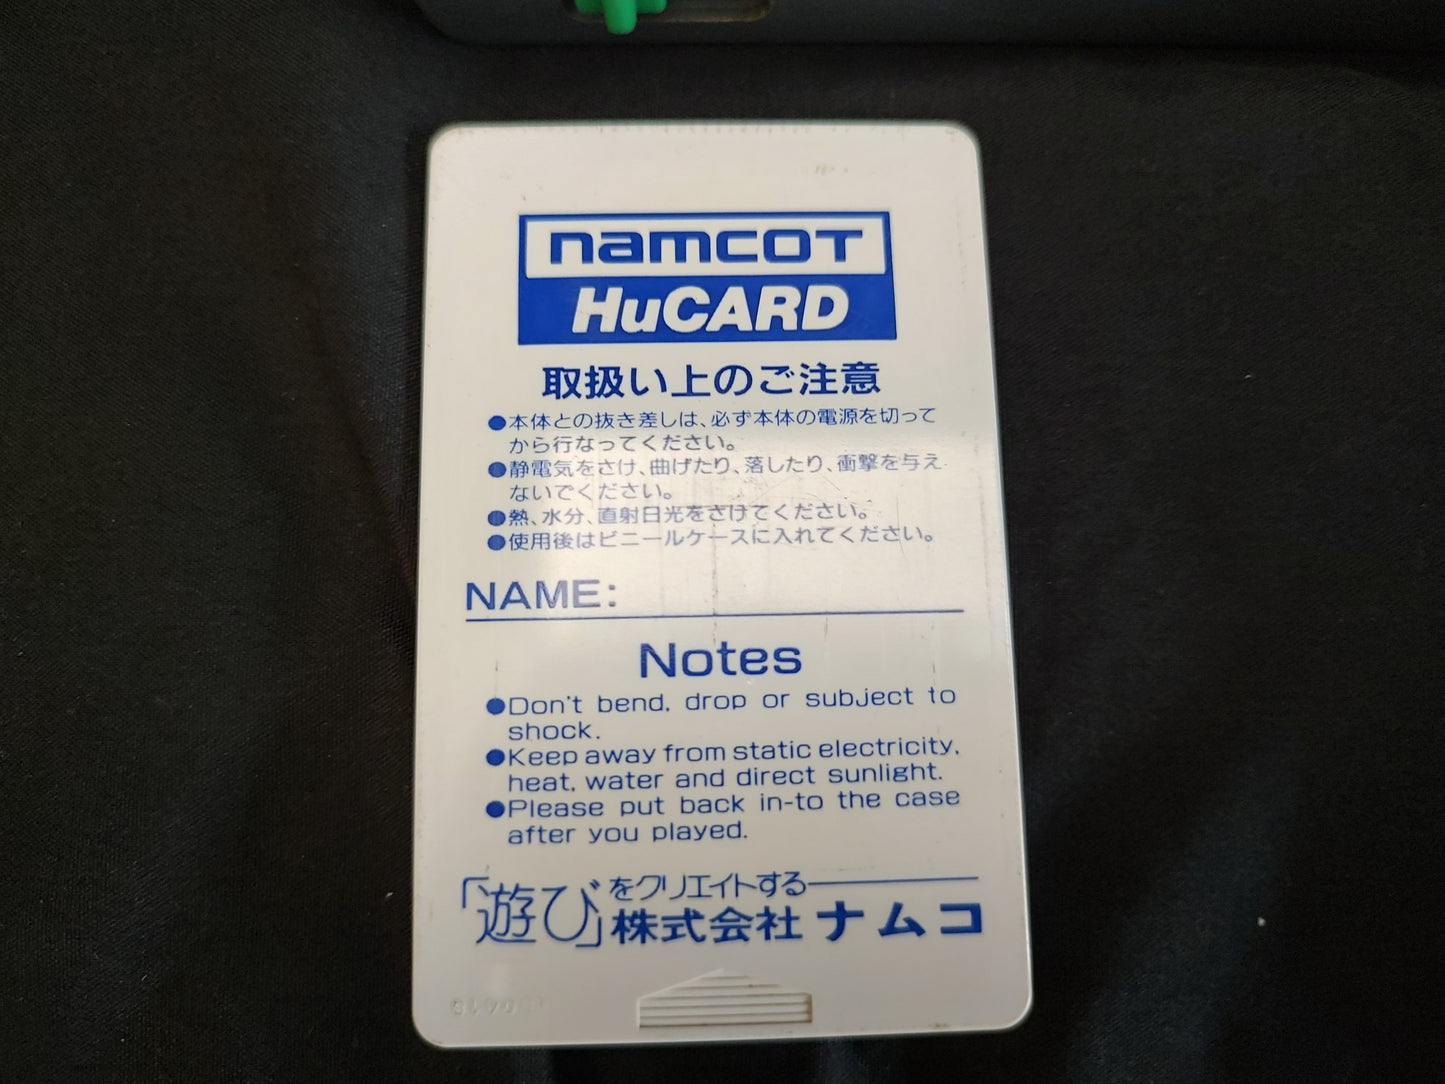 namcot
HuCARD
取扱い上のご注意
●本体との抜き差しは、必ず本体の電源を切って
から行なってください。
●静電気をさけ、曲げたり、落したり、衝撃を与え
ないでください。
●熱、水分、直射日光をさけてください。
●使用後はビニールケースに入れてください。
NAME:
Notes
●Don't bend, drop or subject to
shock.
●Keep away from static electricity,
heat, water and direct sunlight.
●Please put back in-to the case
after you played.
「遊び」をクリエイトする
株式会社ナムコ